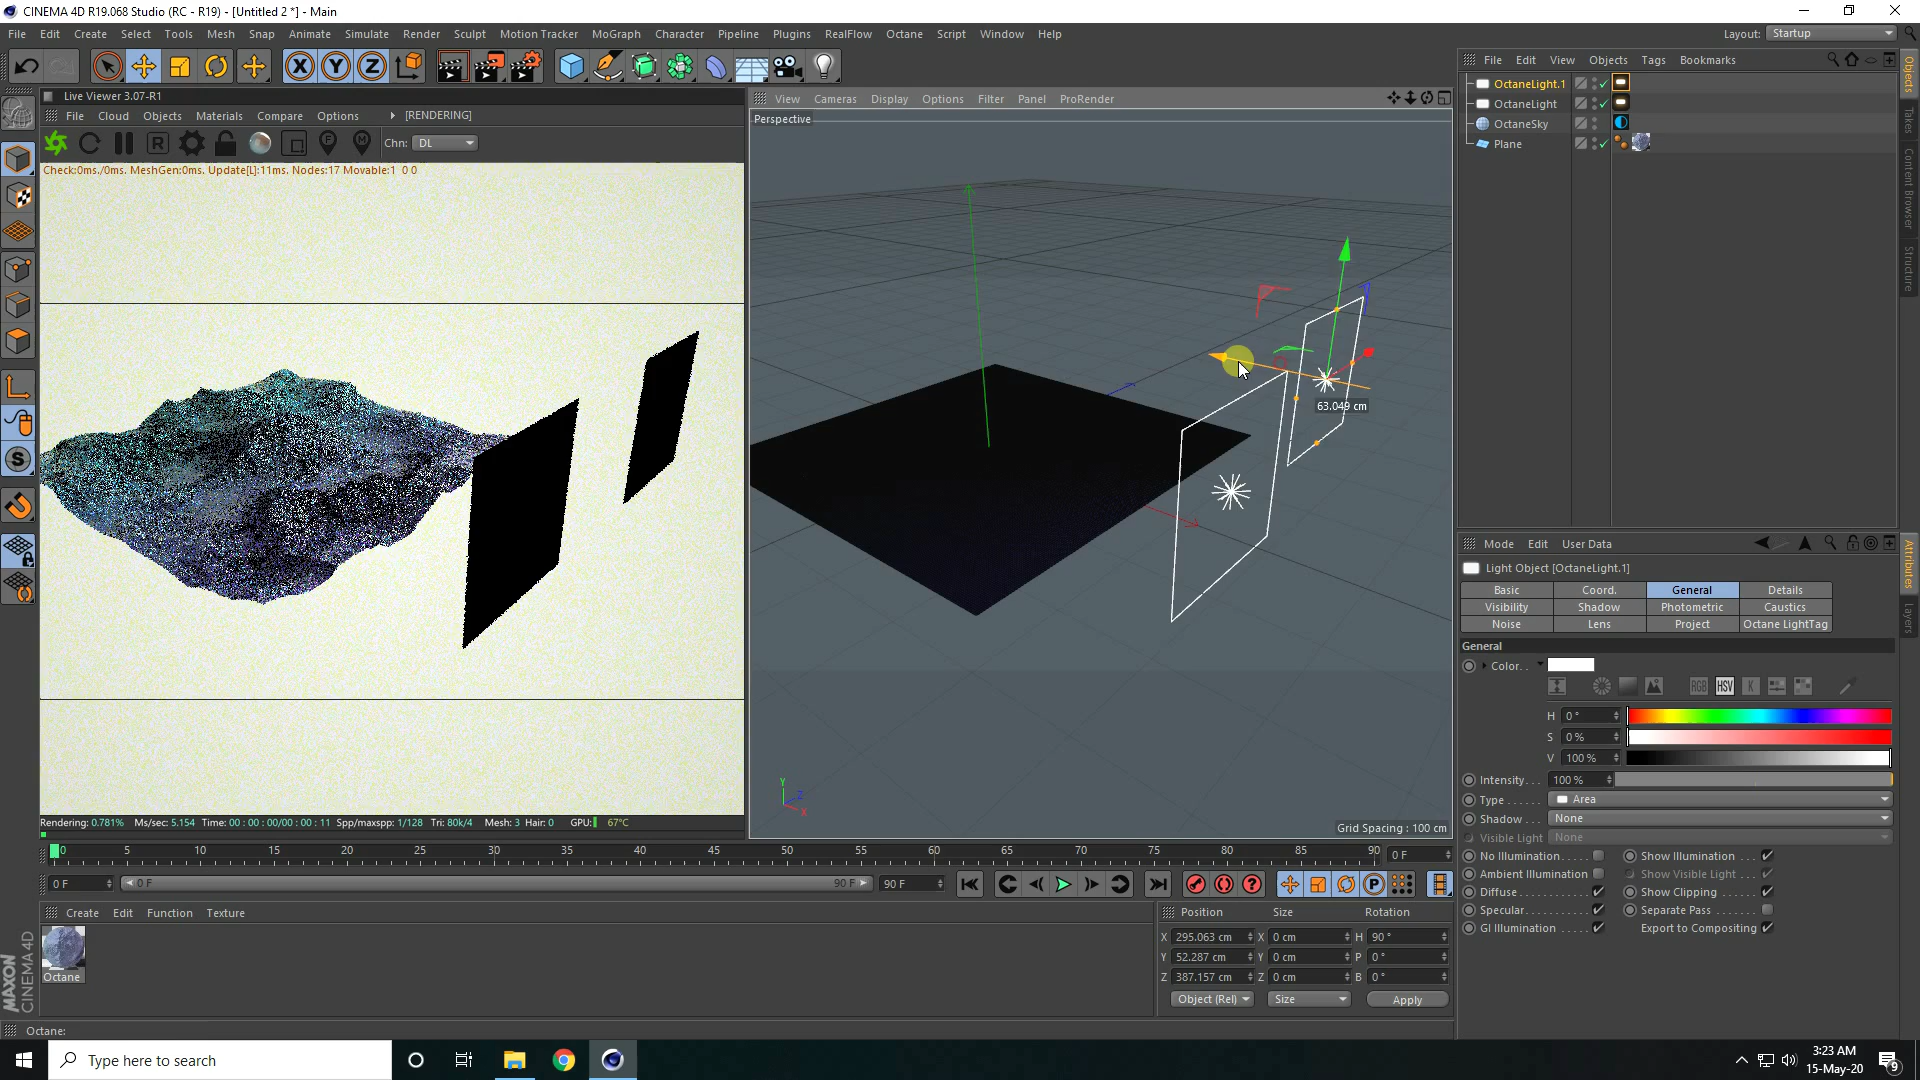 CINEMA 4D R19.068 Studio (RC - R19) - [Untitled 2 *] - Main
File Edit Create Select Tools Mesh Snap Animate Simulate Render Sculpt Motion Tracker MoGraph Character Pipeline Plugins RealFlow Octane Script Window Help
Layout: Startup
Live Viewer 3.07-R1
File Cloud Objects Materials Compare Options [RENDERING]
Chn: DL
Check:0ms./0ms. MeshGen:0ms. Update[L]:11ms. Nodes:17 Movable:1 0 0
View Cameras Display Options Filter Panel ProRender
Perspective
63.049 cm
Y
Z
X
Grid Spacing : 100 cm
File Edit View Objects Tags Bookmarks
OctaneLight.1
OctaneLight
OctaneSky
Plane
Objects
Takes
Content Browser
Structure
Attributes
Layers
Mode Edit User Data
Light Object [OctaneLight.1]
Basic Coord. General Details
Visibility Shadow Photometric Caustics
Noise Lens Project Octane LightTag
General
Color. .
RGB HSV K
H 0 °
S 0 %
V 100 %
Intensity. . . 100 %
Type . . . . . . Area
Shadow . . . None
Visible Light None
No Illumination. . . . . Show Illumination . . .
Ambient Illumination Show Visible Light . . .
Diffuse. . . . . . . . . . . . Show Clipping . . . . . .
Specular. . . . . . . . . . . Separate Pass . . . . . . .
GI Illumination . . . . . Export to Compositing
Rendering: 0.781% Ms/sec: 5.154 Time: 00 : 00 : 00/00 : 00 : 11 Spp/maxspp: 1/128 Tri: 80k/4 Mesh: 3 Hair: 0 GPU: 67°C
0 5 10 15 20 25 30 35 40 45 50 55 60 65 70 75 80 85 90 0 F
0 F 0 F 90 F 90 F
Create Edit Function Texture
Octane
Position Size Rotation
X 295.063 cm X 0 cm H 90 °
Y 52.287 cm Y 0 cm P 0 °
Z 387.157 cm Z 0 cm B 0 °
Object (Rel) Size Apply
MAXON
CINEMA 4D
Octane:
Type here to search
3:23 AM
15-May-20
9